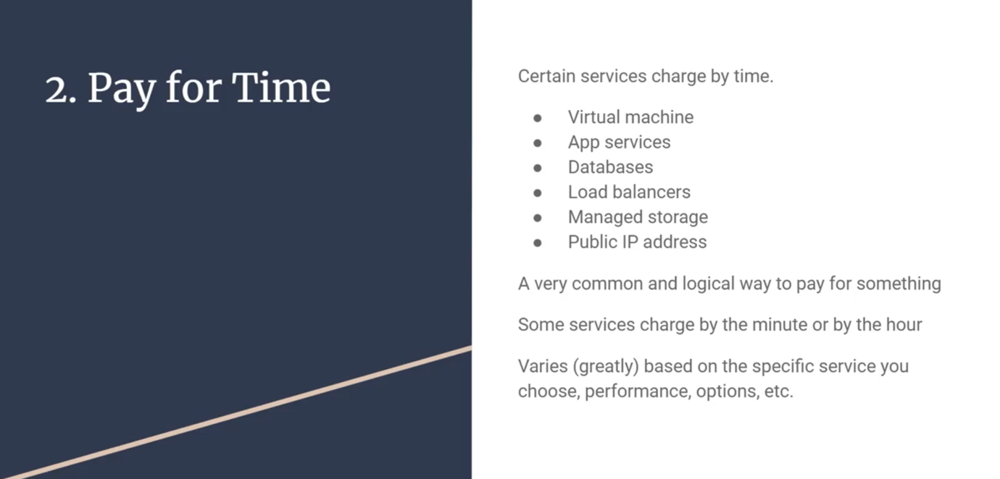 2. Pay for Time
Certain services charge by time.
● Virtual machine
● App services
● Databases
● Load balancers
● Managed storage
● Public IP address
A very common and logical way to pay for something
Some services charge by the minute or by the hour
Varies (greatly) based on the specific service you
choose, performance, options, etc.